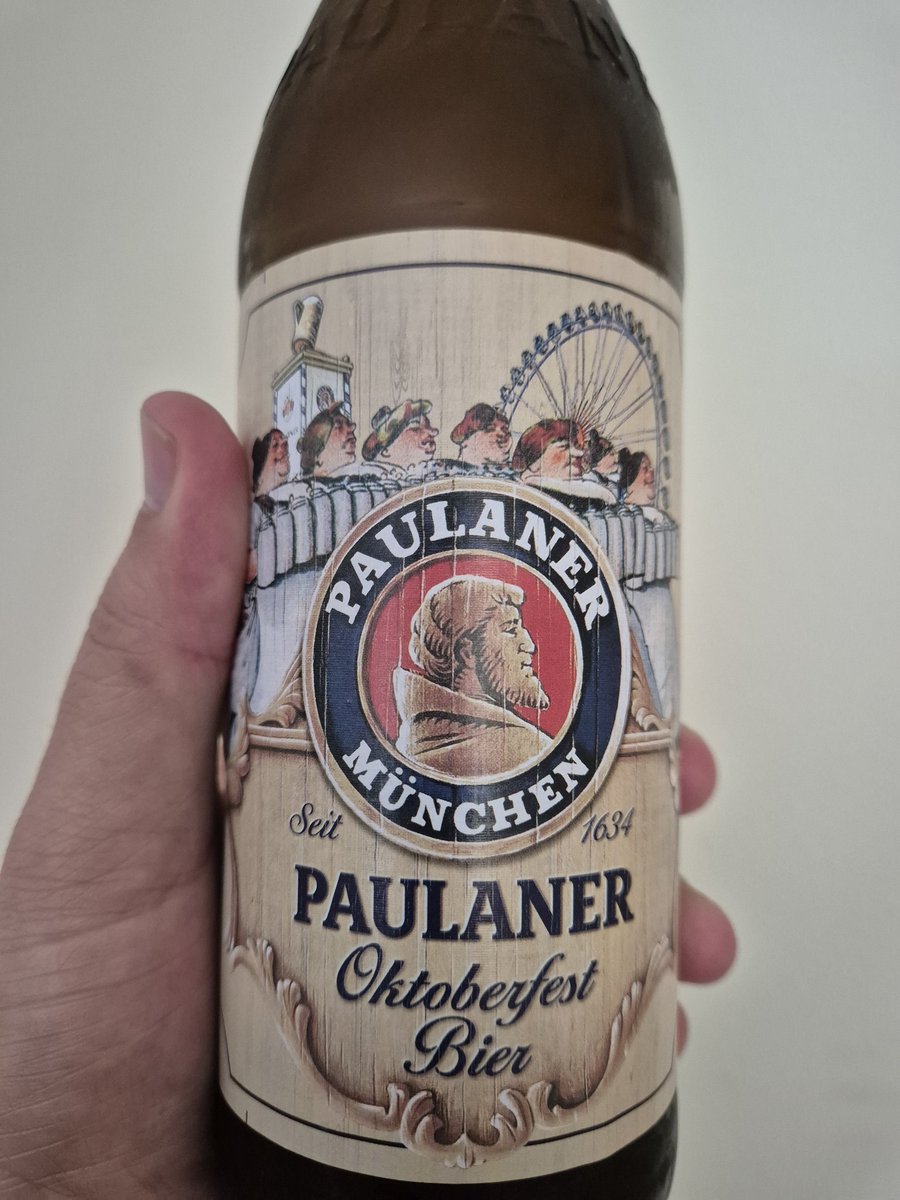 PAULANER
MÜNCHEN
Seit 1634
PAULANER
Oktoberfest
Bier